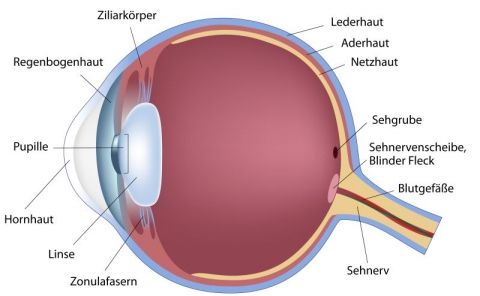 Ziliarkörper
Regenbogenhaut
Pupille
Hornhaut
Linse
Zonulafasern
Lederhaut
Aderhaut
Netzhaut
Sehgrube
Sehnervenscheibe,
Blinder Fleck
Blutgefäße
Sehnerv